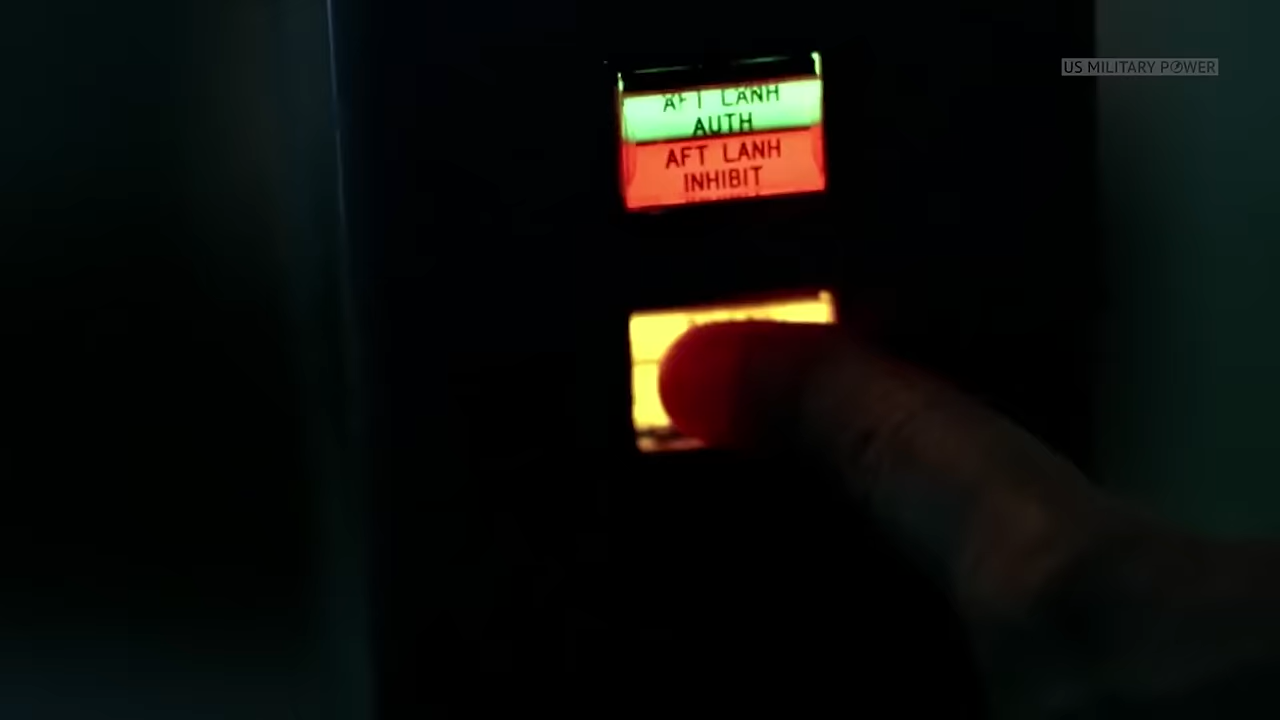 US MILITARY POWER
AFT LANH
AUTH
AFT LANH
INHIBIT